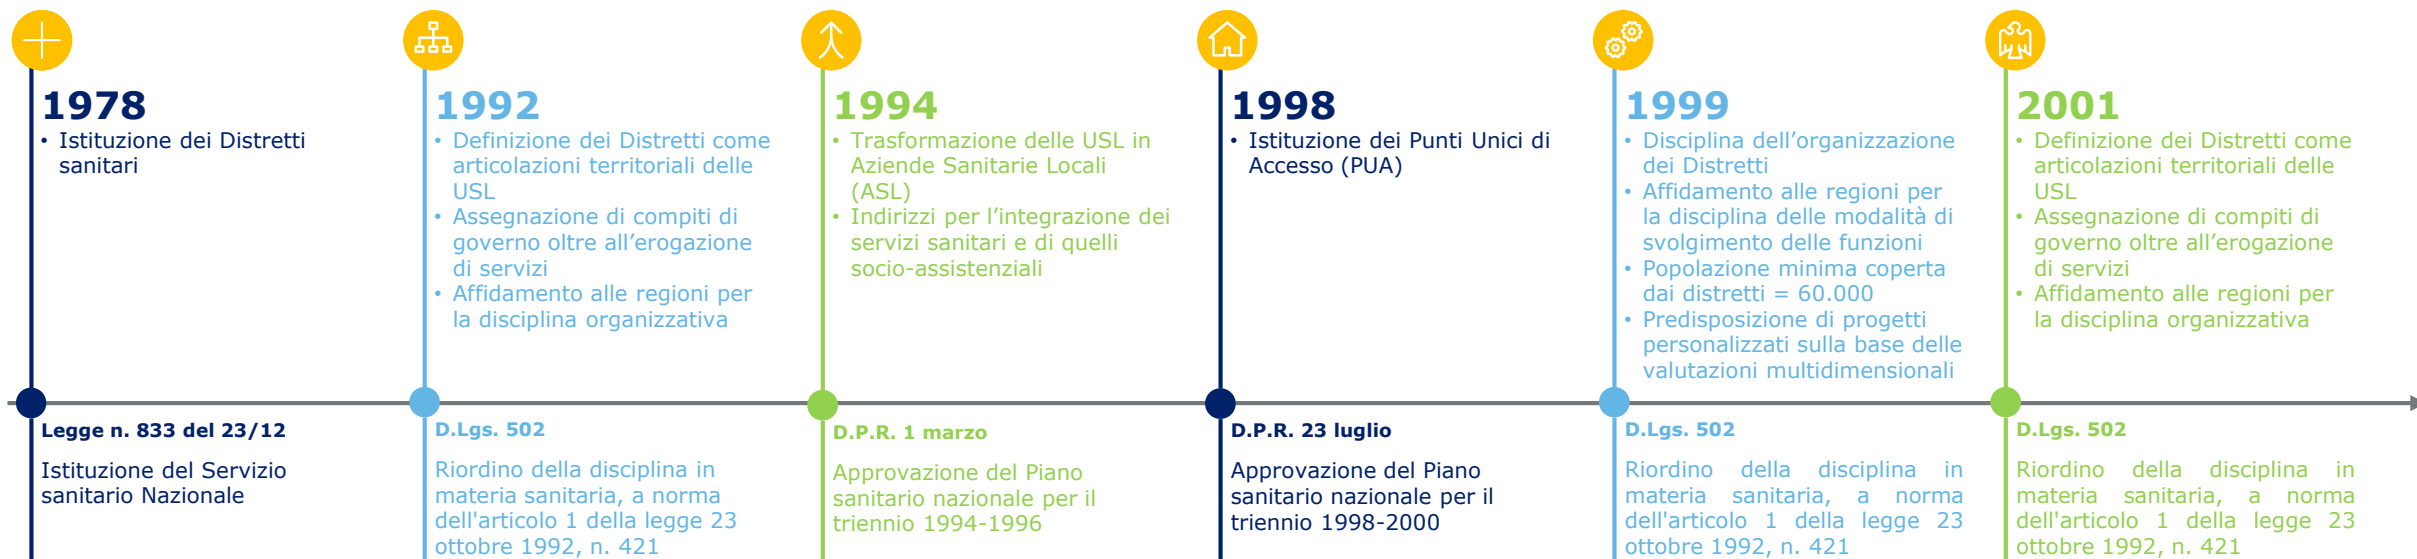 1978
• Istituzione dei Distretti
sanitari
Legge n. 833 del 23/12
Istituzione del Servizio
sanitario Nazionale
1992
• Definizione dei Distretti come
articolazioni territoriali delle
USL
• Assegnazione di compiti di
governo oltre all’erogazione
di servizi
• Affidamento alle regioni per
la disciplina organizzativa
D.Lgs. 502
Riordino della disciplina in
materia sanitaria, a norma
dell'articolo 1 della legge 23
ottobre 1992, n. 421
1994
• Trasformazione delle USL in
Aziende Sanitarie Locali
(ASL)
• Indirizzi per l’integrazione dei
servizi sanitari e di quelli
socio-assistenziali
D.P.R. 1 marzo
Approvazione del Piano
sanitario nazionale per il
triennio 1994-1996
1998
• Istituzione dei Punti Unici di
Accesso (PUA)
D.P.R. 23 luglio
Approvazione del Piano
sanitario nazionale per il
triennio 1998-2000
1999
• Disciplina dell’organizzazione
dei Distretti
• Affidamento alle regioni per
la disciplina delle modalità di
svolgimento delle funzioni
• Popolazione minima coperta
dai distretti = 60.000
• Predisposizione di progetti
personalizzati sulla base delle
valutazioni multidimensionali
D.Lgs. 502
Riordino della disciplina in
materia sanitaria, a norma
dell'articolo 1 della legge 23
ottobre 1992, n. 421
2001
• Definizione dei Distretti come
articolazioni territoriali delle
USL
• Assegnazione di compiti di
governo oltre all’erogazione
di servizi
• Affidamento alle regioni per
la disciplina organizzativa
D.Lgs. 502
Riordino della disciplina in
materia sanitaria, a norma
dell'articolo 1 della legge 23
ottobre 1992, n. 421